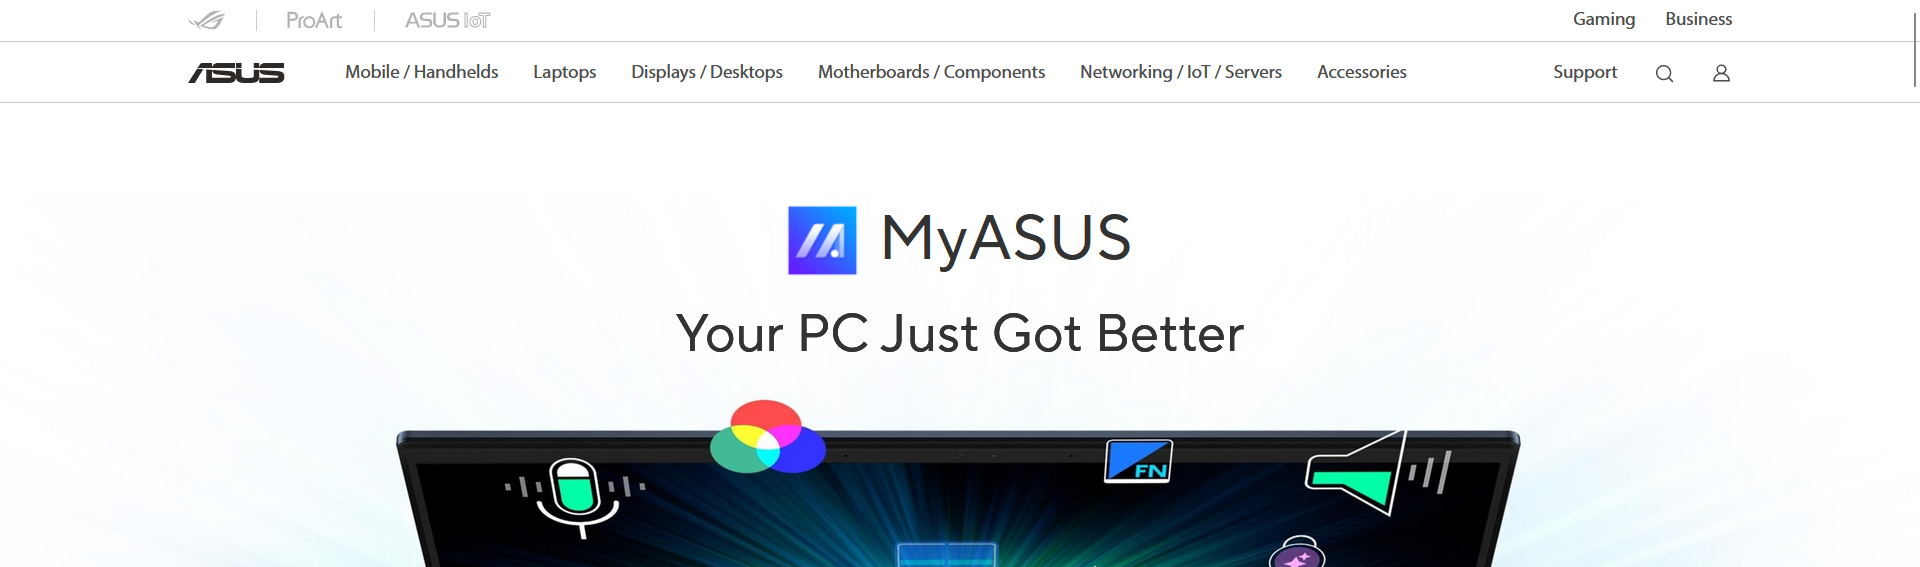 ProArt
ASUS IoT
Gaming
Business
ASUS
Mobile / Handhelds
Laptops
Displays / Desktops
Motherboards / Components
Networking / IoT / Servers
Accessories
Support
MyASUS
Your PC Just Got Better
FN